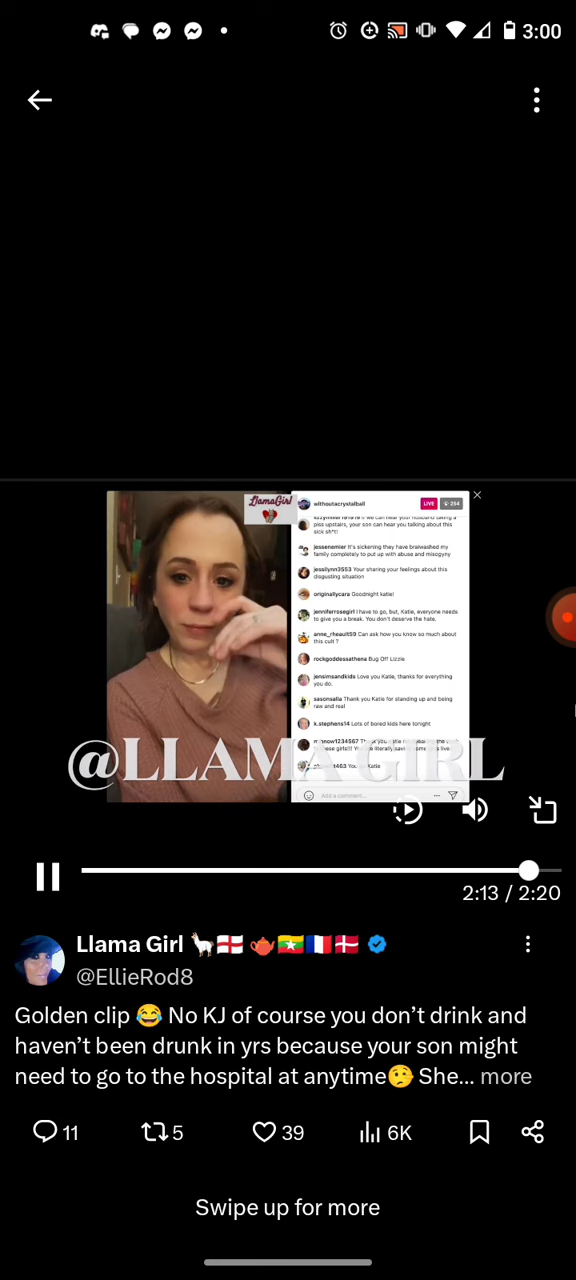 3:00
LlamaGirl
withoutacrystalball
LIVE
254
piss upstairs, your son can hear you talking about this
sick sh*t!
jessenemier It's sickening they have braiwashed my
family completely to put up with abuse and misogyny
jessilynn3553 Your sharing your feelings about this
disgusting situation
originallycara Goodnight katie!
jenniferrosegirl I have to go, but, Katie, everyone needs
to give you a break. You don't deserve the hate.
anne_rheault59 Can ask how you know so much about
this cult ?
rockgoddessathena Bug Off Lizzie
jensimsandkids Love you Katie, thanks for everything
you do.
sasonsalla Thank you Katie for standing up and being
raw and real
k.stephens14 Lots of bored kids here tonight
@LLAMA GIRL
Add a comment...
2:13 / 2:20
Llama Girl
@EllieRod8
Golden clip 😂 No KJ of course you don’t drink and
haven’t been drunk in yrs because your son might
need to go to the hospital at anytime🤨 She... more
11
5
39
6K
Swipe up for more